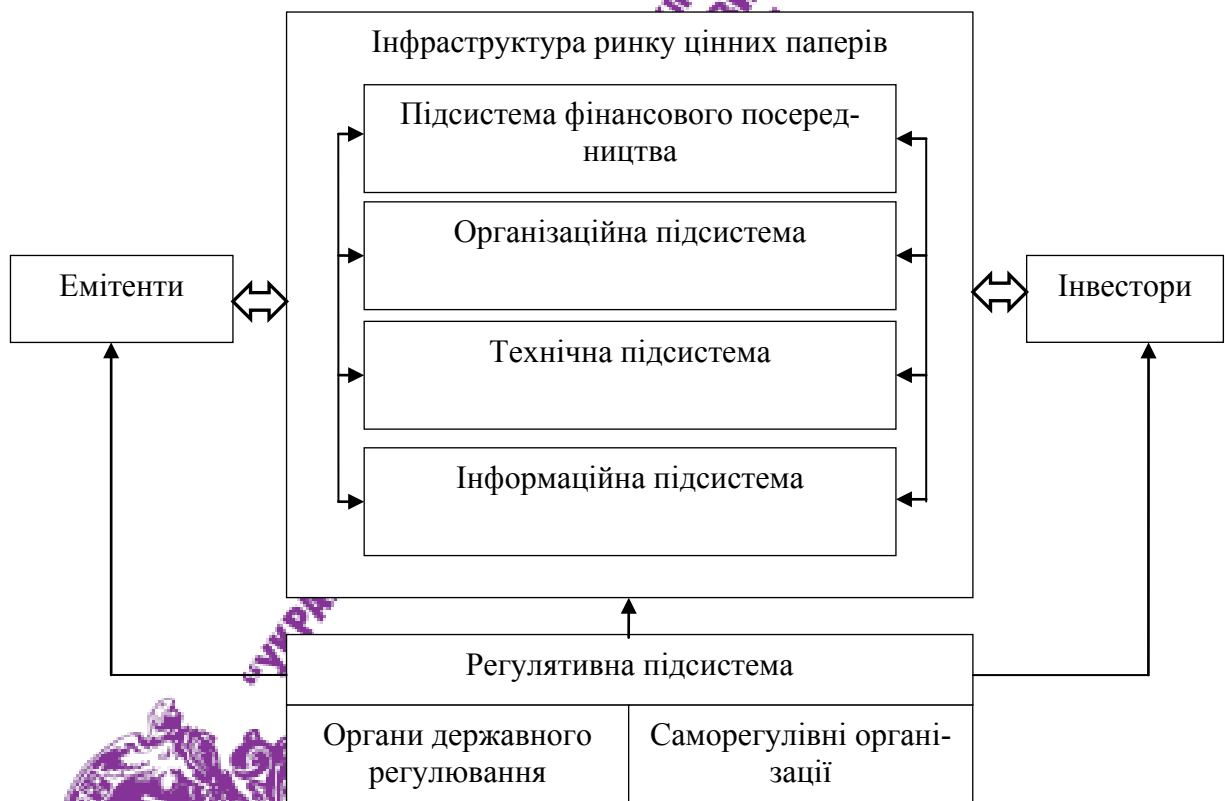 Інфраструктура ринку цінних паперів
Підсистема фінансового посеред-
ництва
Організаційна підсистема
Емітенти
Інвестори
Технічна підсистема
Інформаційна підсистема
Регулятивна підсистема
Органи державного
регулювання
Саморегулівні органі-
зації